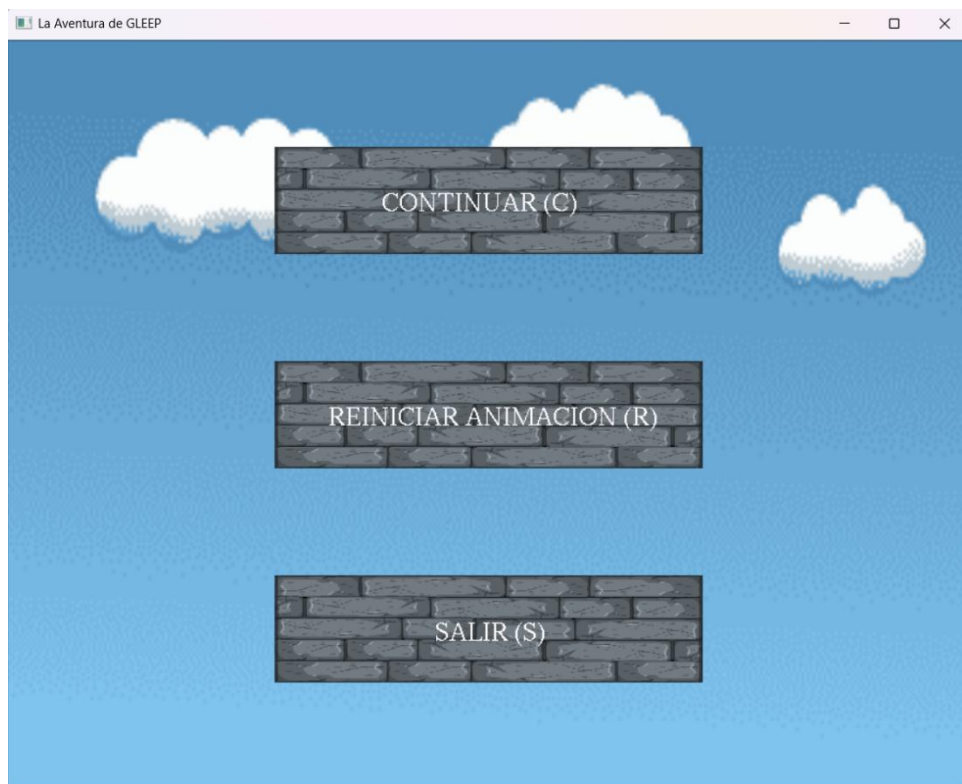 La Aventura de GLEEP
CONTINUAR (C)
REINICIAR ANIMACION (R)
SALIR (S)